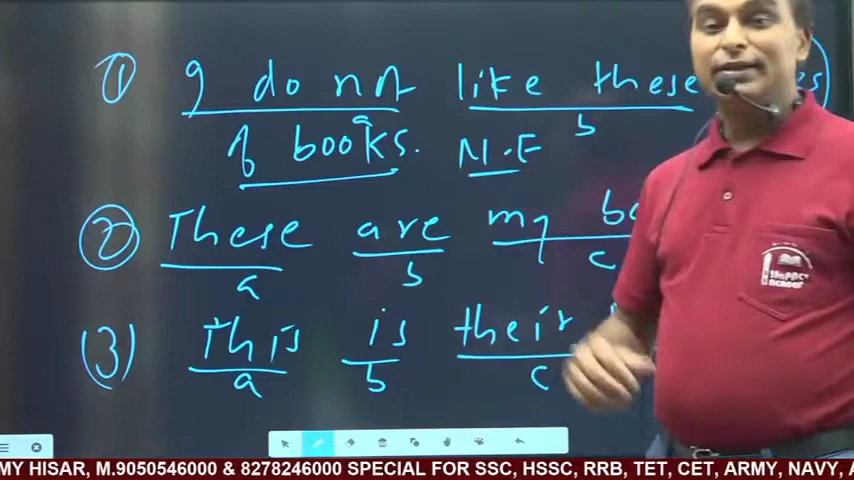 ① I do not like these
a b
of books. N.E
② These are my
a b c
(3) This is their
a b c
MY HISAR, M.9050546000 & 8278246000 SPECIAL FOR SSC, HSSC, RRB, TET, CET, ARMY, NAVY, A